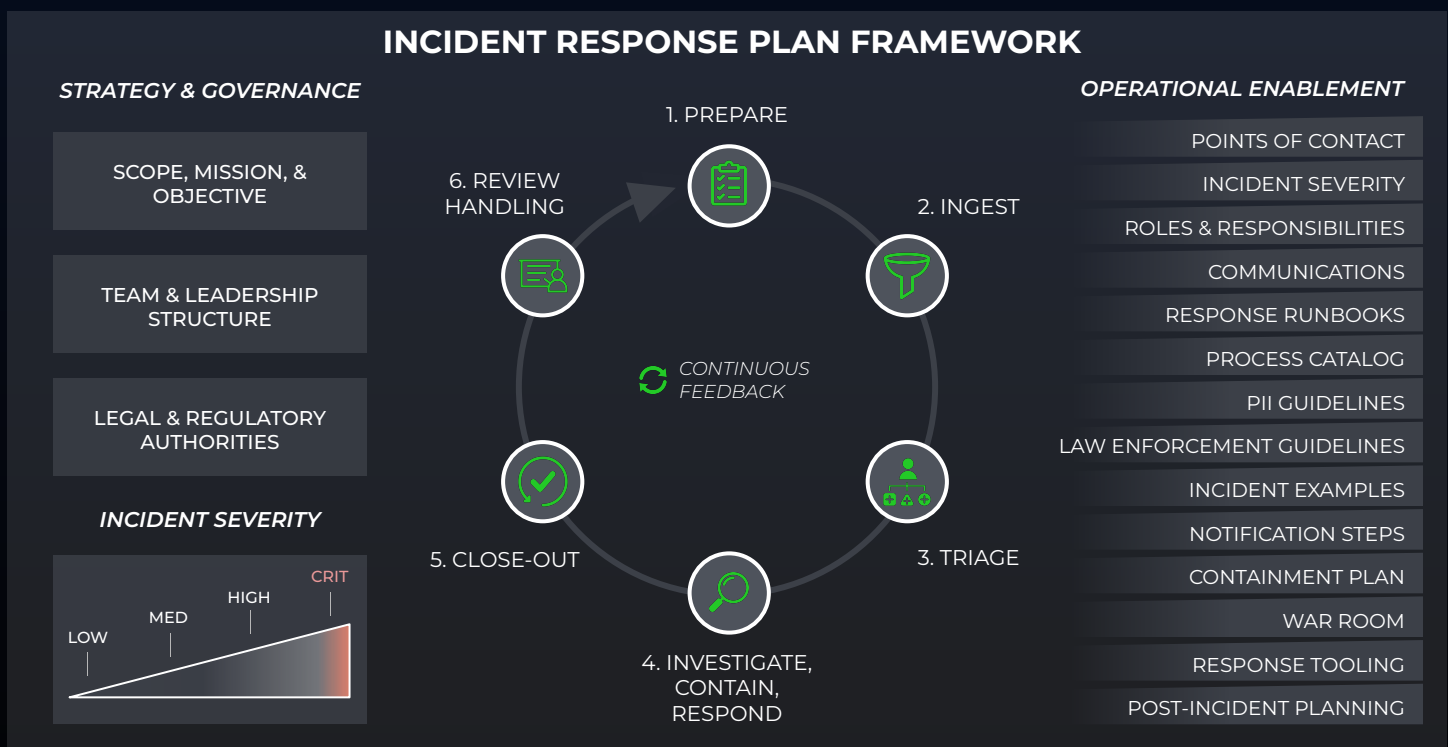 INCIDENT RESPONSE PLAN FRAMEWORK
STRATEGY & GOVERNANCE
SCOPE, MISSION, &
OBJECTIVE
TEAM & LEADERSHIP
STRUCTURE
LEGAL & REGULATORY
AUTHORITIES
INCIDENT SEVERITY
LOW
MED
HIGH
CRIT
1. PREPARE
2. INGEST
3. TRIAGE
4. INVESTIGATE,
CONTAIN,
RESPOND
5. CLOSE-OUT
6. REVIEW
HANDLING
CONTINUOUS
FEEDBACK
OPERATIONAL ENABLEMENT
POINTS OF CONTACT
INCIDENT SEVERITY
ROLES & RESPONSIBILITIES
COMMUNICATIONS
RESPONSE RUNBOOKS
PROCESS CATALOG
PII GUIDELINES
LAW ENFORCEMENT GUIDELINES
INCIDENT EXAMPLES
NOTIFICATION STEPS
CONTAINMENT PLAN
WAR ROOM
RESPONSE TOOLING
POST-INCIDENT PLANNING